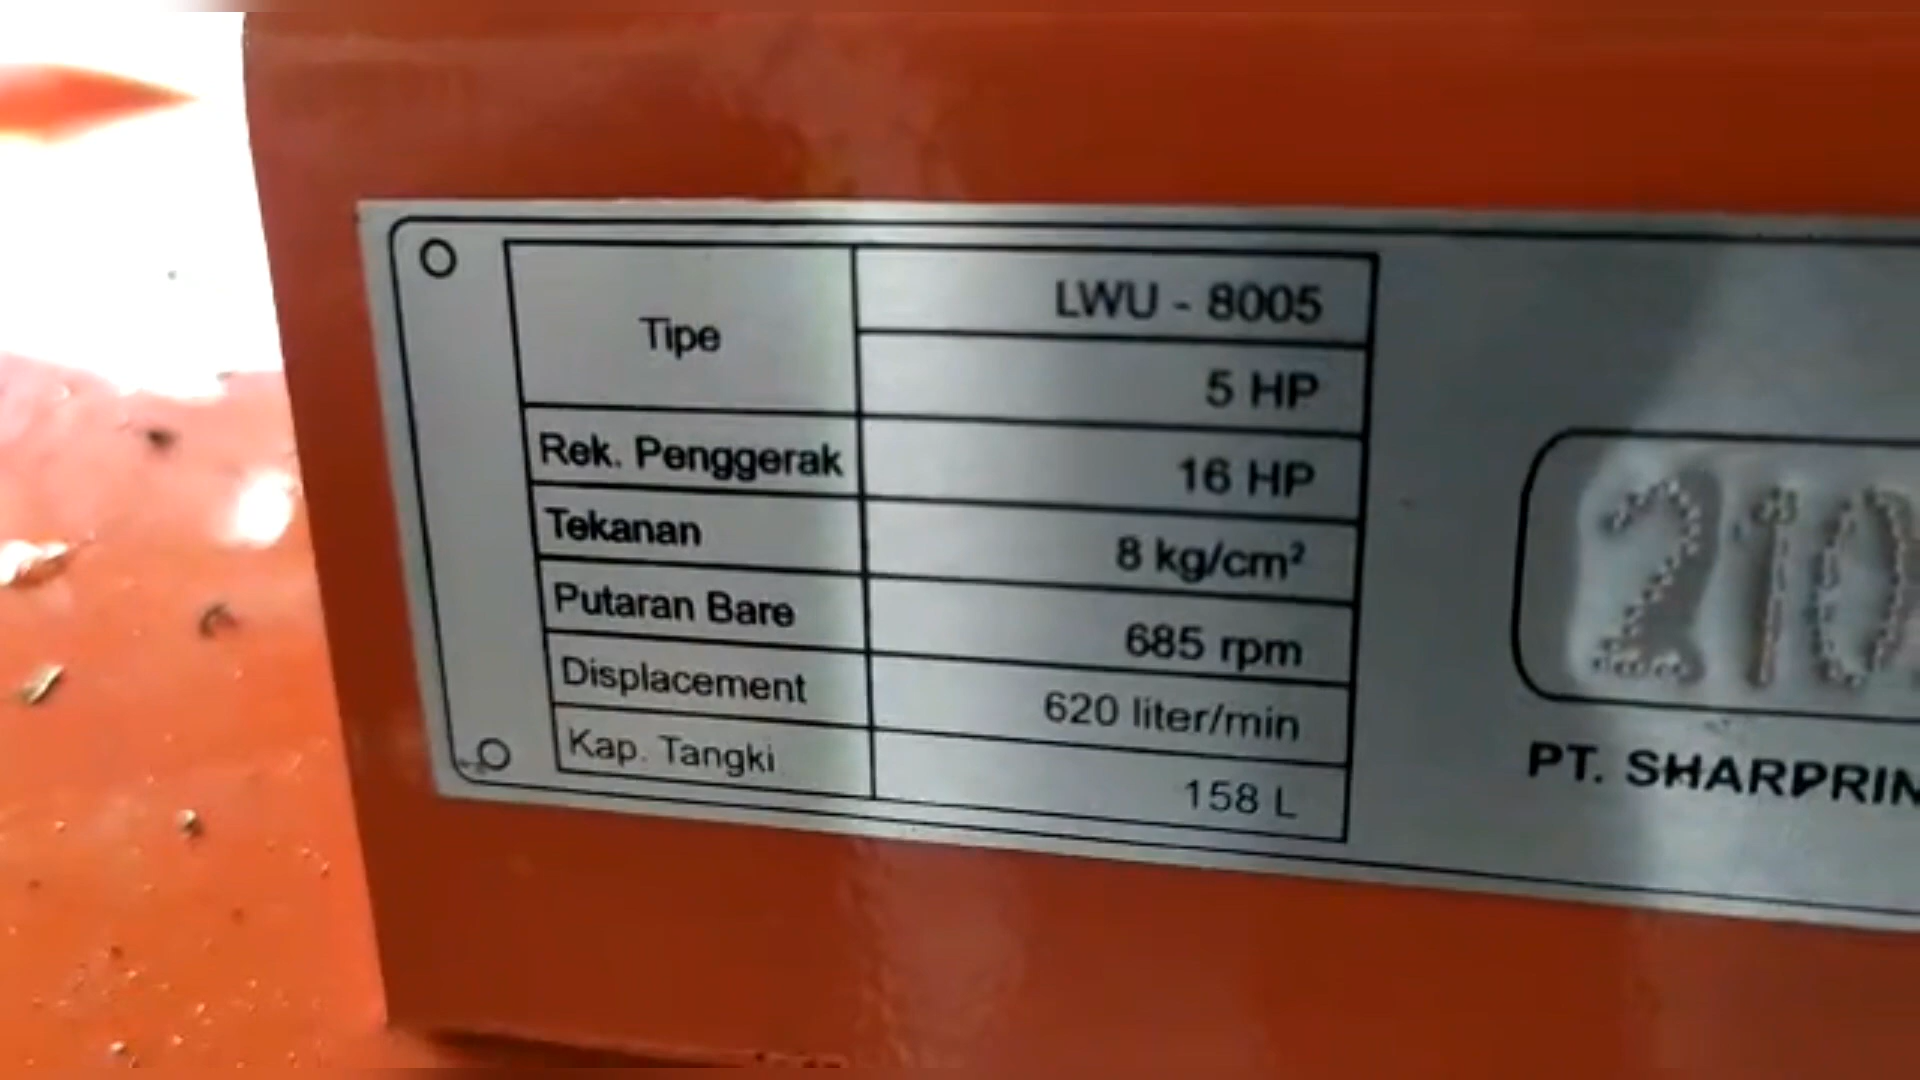 Tipe
LWU - 8005
5 HP
Rek. Penggerak 16 HP
Tekanan 8 kg/cm²
Putaran Bare 685 rpm
Displacement 620 liter/min
Kap. Tangki 158 L
210
PT. SHARPRIN